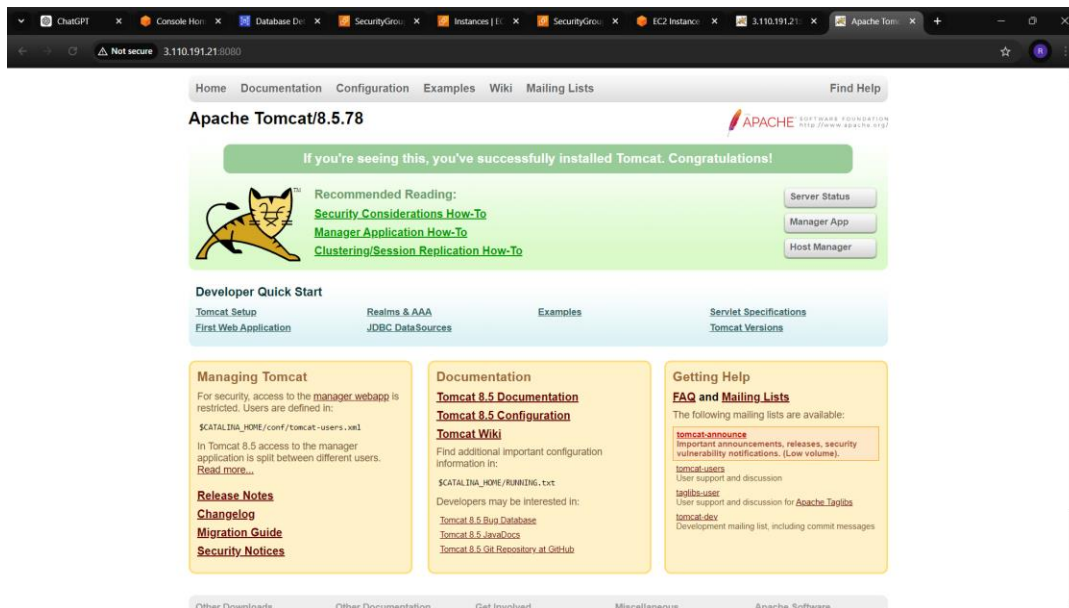 ChatGPT
Console Hom
Database Det
SecurityGroup
Instances | EC
SecurityGrou
EC2 Instance
3.110.191.21:
Apache Tomc
Not secure 3.110.191.21:8080
R
Home Documentation Configuration Examples Wiki Mailing Lists Find Help
Apache Tomcat/8.5.78
APACHE SOFTWARE FOUNDATION
http://www.apache.org/
If you're seeing this, you've successfully installed Tomcat. Congratulations!
TM
Recommended Reading:
Security Considerations How-To
Manager Application How-To
Clustering/Session Replication How-To
Server Status
Manager App
Host Manager
Developer Quick Start
Tomcat Setup
First Web Application
Realms & AAA
JDBC DataSources
Examples
Servlet Specifications
Tomcat Versions
Managing Tomcat
For security, access to the manager webapp is
restricted. Users are defined in:
$CATALINA_HOME/conf/tomcat-users.xml
In Tomcat 8.5 access to the manager
application is split between different users.
Read more...
Release Notes
Changelog
Migration Guide
Security Notices
Documentation
Tomcat 8.5 Documentation
Tomcat 8.5 Configuration
Tomcat Wiki
Find additional important configuration
information in:
$CATALINA_HOME/RUNNING.txt
Developers may be interested in:
Tomcat 8.5 Bug Database
Tomcat 8.5 JavaDocs
Tomcat 8.5 Git Repository at GitHub
Getting Help
FAQ and Mailing Lists
The following mailing lists are available:
tomcat-announce
Important announcements, releases, security
vulnerability notifications. (Low volume).
tomcat-users
User support and discussion
taglibs-user
User support and discussion for Apache Taglibs
tomcat-dev
Development mailing list, including commit messages
Other Downloads Other Documentation Get Involved Miscellaneous Apache Software